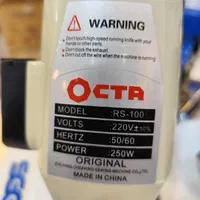 WARNING
Don't touch high-speed running knife with your
hands or other parts
Do not block the exhaust
Don't cut off the wire when the machine is
OCTA
MODEL :RS-100
VOLTS :220V±10%
HERTZ :50/60
POWER :250W
ORIGINAL
MADE IN CHINA